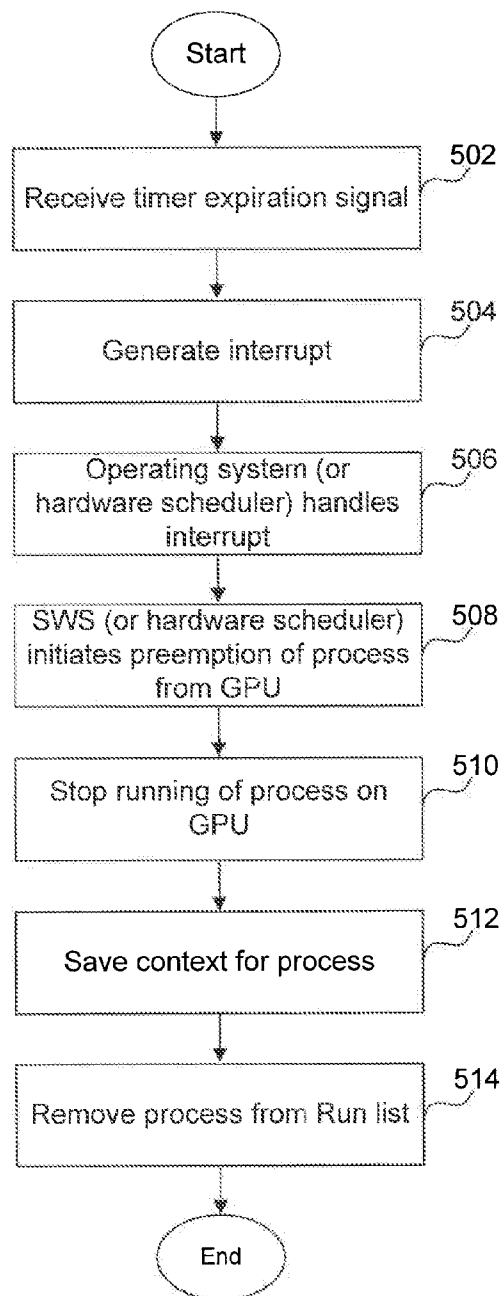 Start
502
Receive timer expiration signal
504
Generate interrupt
506
Operating system (or
hardware scheduler) handles
interrupt
508
SWS (or hardware scheduler)
initiates preemption of process
from GPU
510
Stop running of process on
GPU
512
Save context for process
514
Remove process from Run list
End